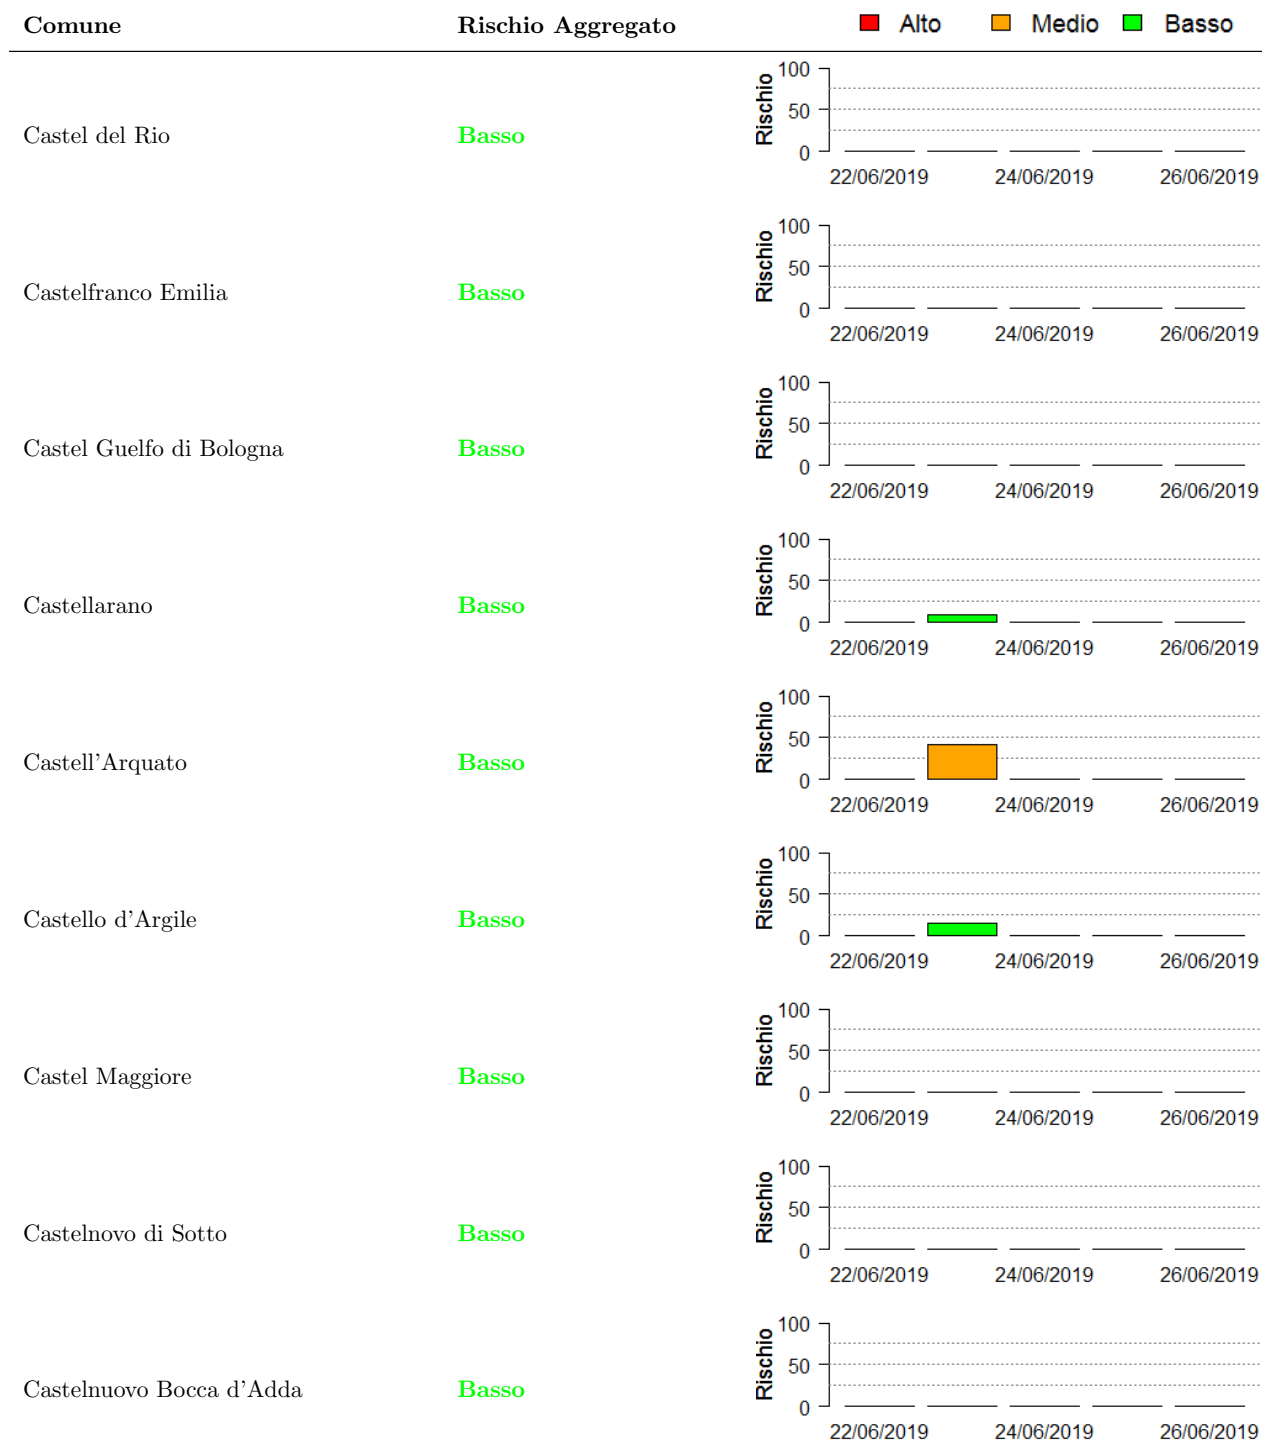 Comune Rischio Aggregato Alto Medio Basso
Castel del Rio Basso Rischio 100 50 0
22/06/2019 24/06/2019 26/06/2019
Castelfranco Emilia Basso Rischio 100 50 0
22/06/2019 24/06/2019 26/06/2019
Castel Guelfo di Bologna Basso Rischio 100 50 0
22/06/2019 24/06/2019 26/06/2019
Castellarano Basso Rischio 100 50 0
22/06/2019 24/06/2019 26/06/2019
Castell'Arquato Basso Rischio 100 50 0
22/06/2019 24/06/2019 26/06/2019
Castello d'Argile Basso Rischio 100 50 0
22/06/2019 24/06/2019 26/06/2019
Castel Maggiore Basso Rischio 100 50 0
22/06/2019 24/06/2019 26/06/2019
Castelnovo di Sotto Basso Rischio 100 50 0
22/06/2019 24/06/2019 26/06/2019
Castelnuovo Bocca d'Adda Basso Rischio 100 50 0
22/06/2019 24/06/2019 26/06/2019